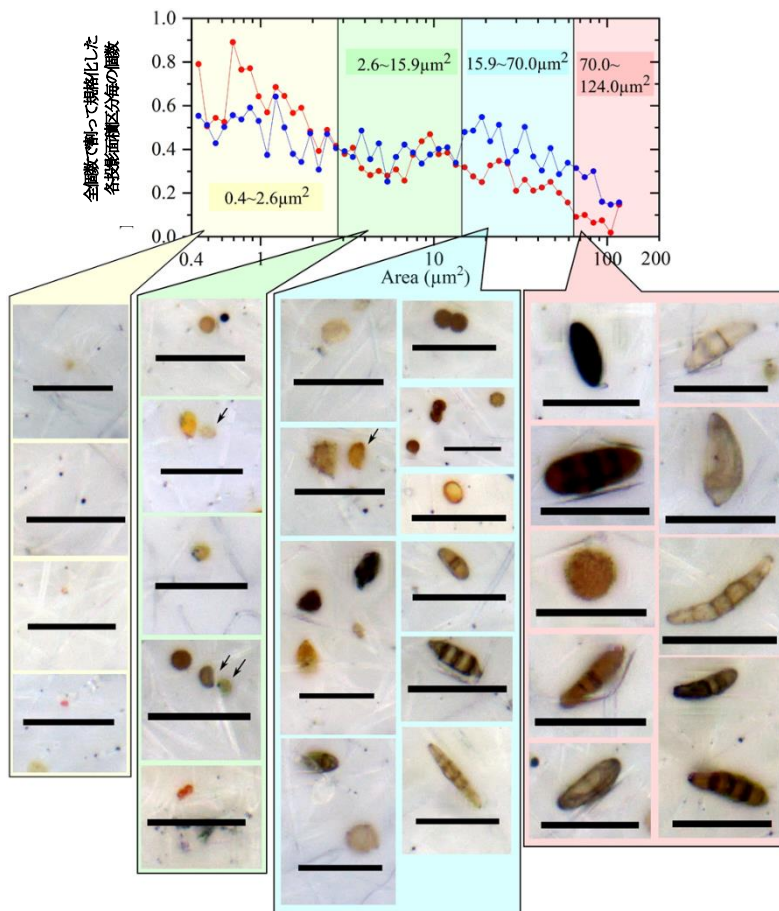 全個数で割って規格化した
各投影面積区分毎の個数
1.0
0.8
0.6
0.4
0.2
0.0
0.4~2.6µm²
2.6~15.9µm²
15.9~70.0µm²
70.0~
124.0µm²
0.4 1 10 100 200
Area (µm²)